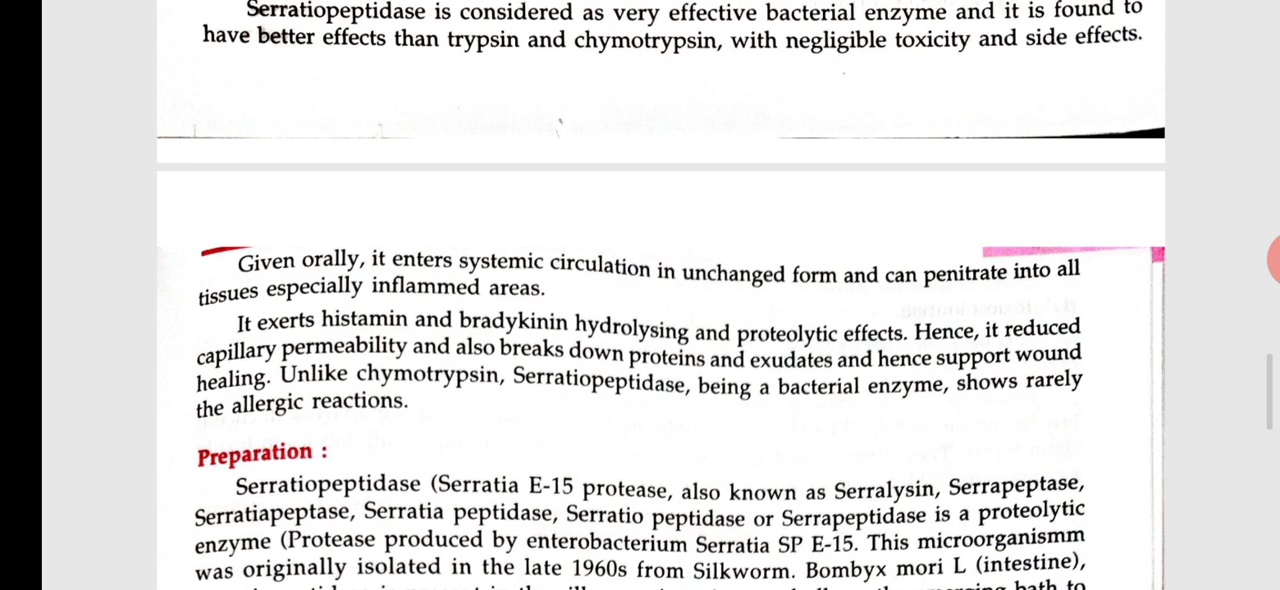 Serratiopeptidase is considered as very effective bacterial enzyme and it is found to
have better effects than trypsin and chymotrypsin, with negligible toxicity and side effects.
Given orally, it enters systemic circulation in unchanged form and can penitrate into all
tissues especially inflammed areas.
It exerts histamin and bradykinin hydrolysing and proteolytic effects. Hence, it reduced
capillary permeability and also breaks down proteins and exudates and hence support wound
healing. Unlike chymotrypsin, Serratiopeptidase, being a bacterial enzyme, shows rarely
the allergic reactions.
Preparation :
Serratiopeptidase (Serratia E-15 protease, also known as Serralysin, Serrapeptase,
Serratiapeptase, Serratia peptidase, Serratio peptidase or Serrapeptidase is a proteolytic
enzyme (Protease produced by enterobacterium Serratia SP E-15. This microorganismm
was originally isolated in the late 1960s from Silkworm. Bombyx mori L (intestine),